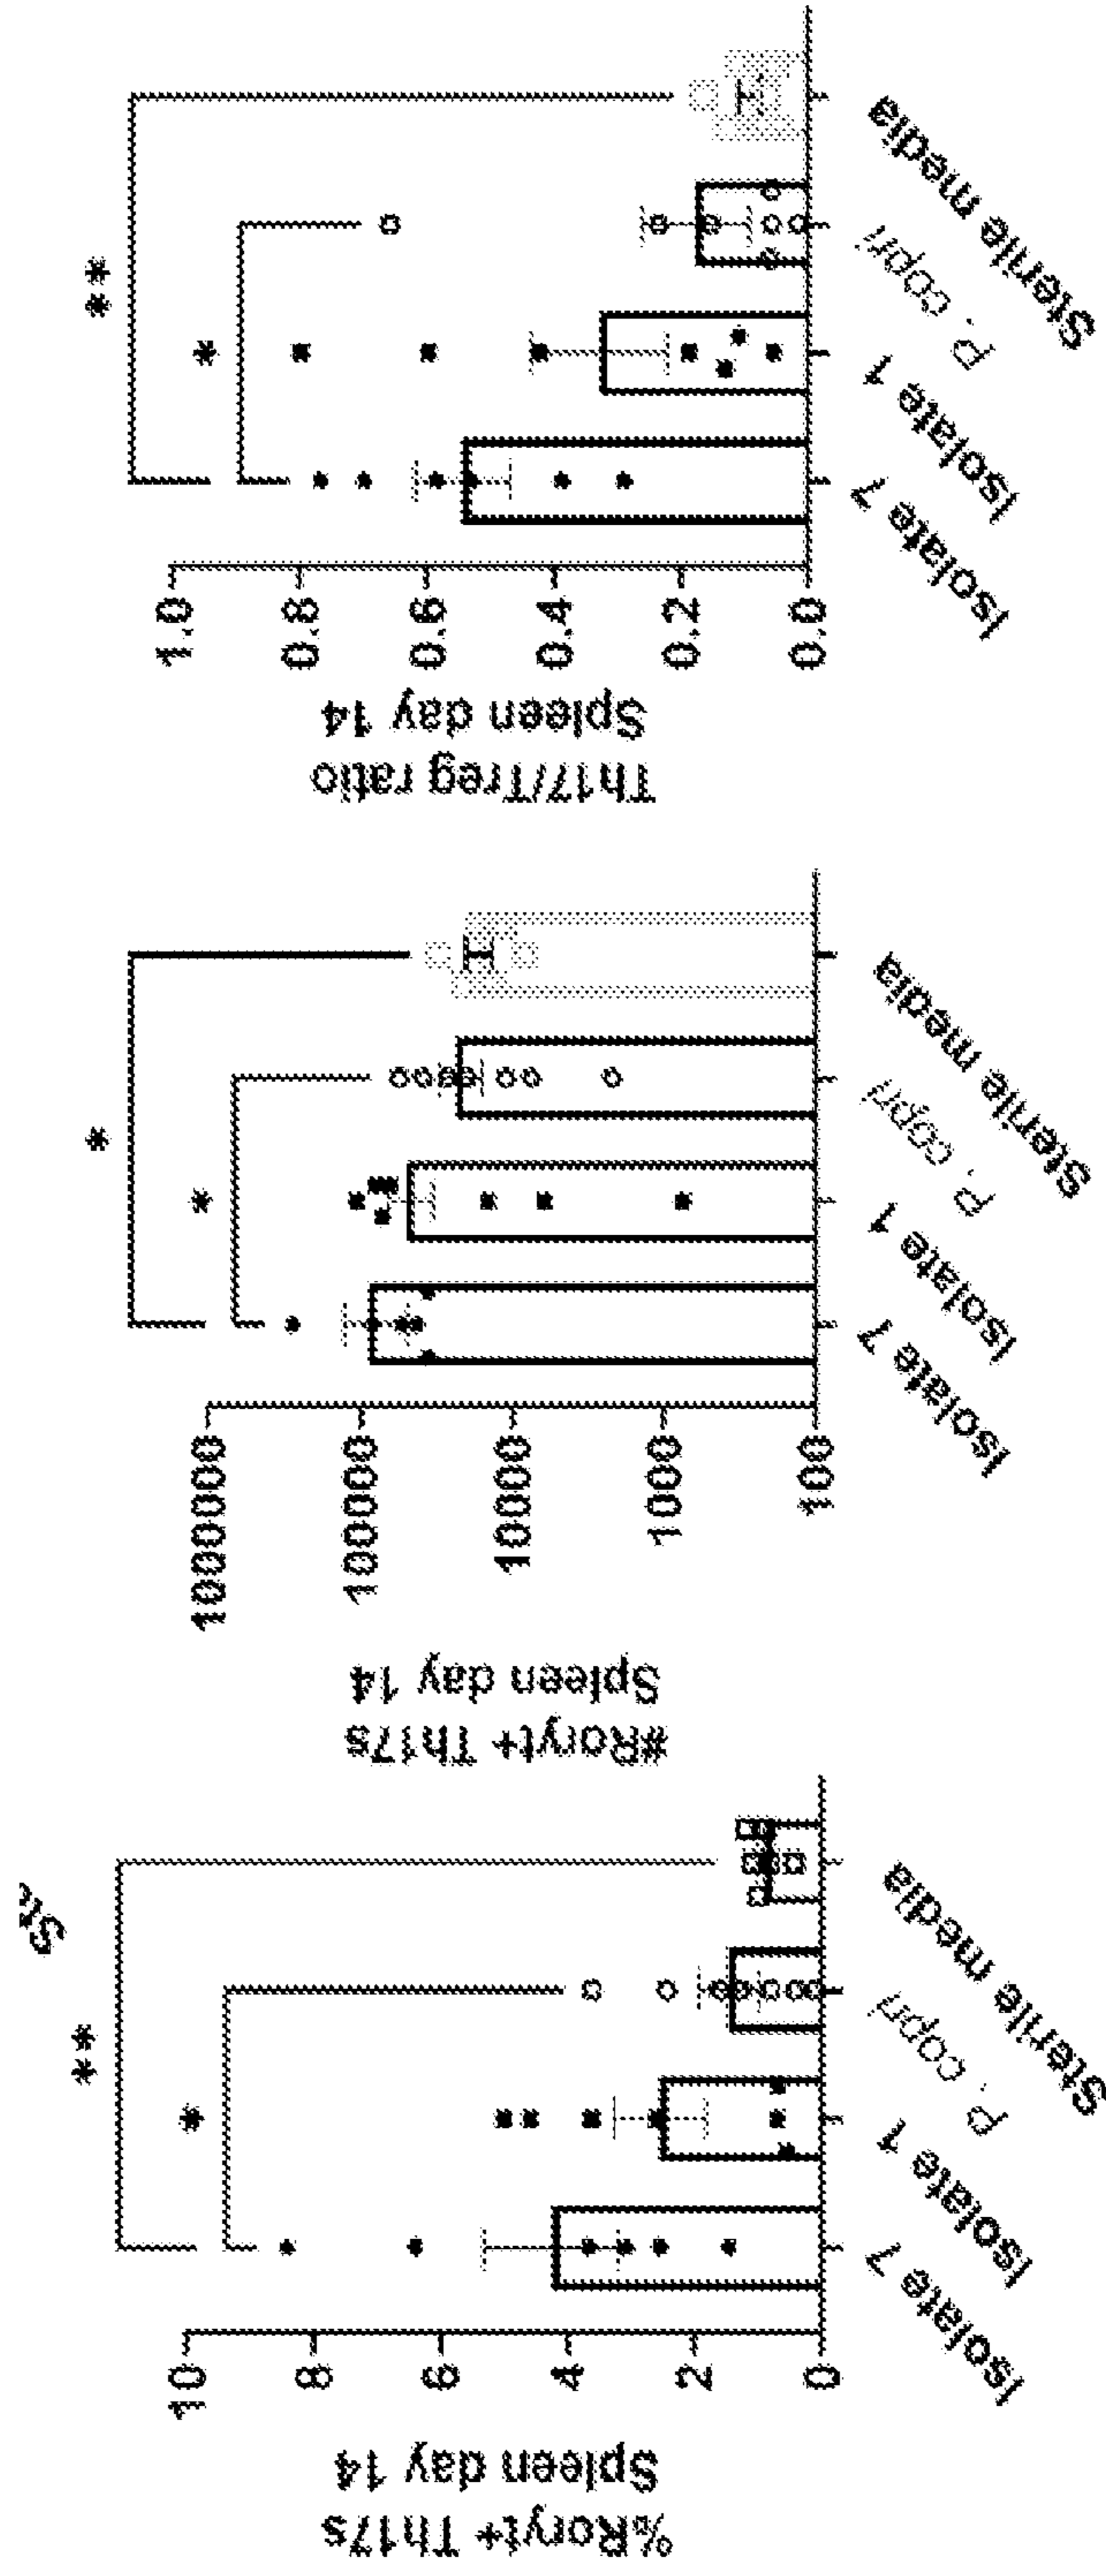 St
%Rorγt+ Th17s
Spleen day 14
10
8
6
4
2
0
**
*
Isolate 7
Isolate 1
P. copri
Sterile media
#Rorγt+ Th17s
Spleen day 14
1000000
100000
10000
1000
100
*
*
Isolate 7
Isolate 1
P. copri
Sterile media
Th17/Treg ratio
Spleen day 14
1.0
0.8
0.6
0.4
0.2
0.0
**
*
Isolate 7
Isolate 1
P. copri
Sterile media